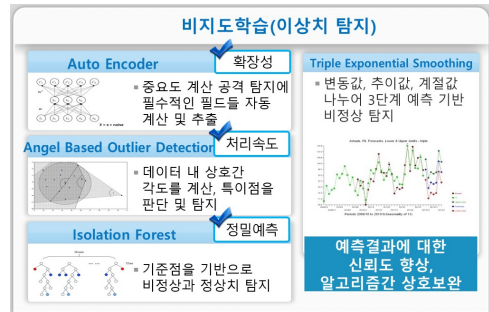 비지도학습(이상치 탐지)
Auto Encoder
확장성
중요도 계산 공격 탐지에
필수적인 필드들 자동
계산 및 추출
Angel Based Outlier Detection
처리속도
데이터 내 상호간
각도를 계산, 특이점을
판단 및 탐지
Isolation Forest
정밀예측
기준점을 기반으로
비정상과 정상치 탐지
Triple Exponential Smoothing
변동값, 추이값, 계절값
나누어 3단계 예측 기반
비정상 탐지
예측결과에 대한
신뢰도 향상,
알고리즘간 상호보완